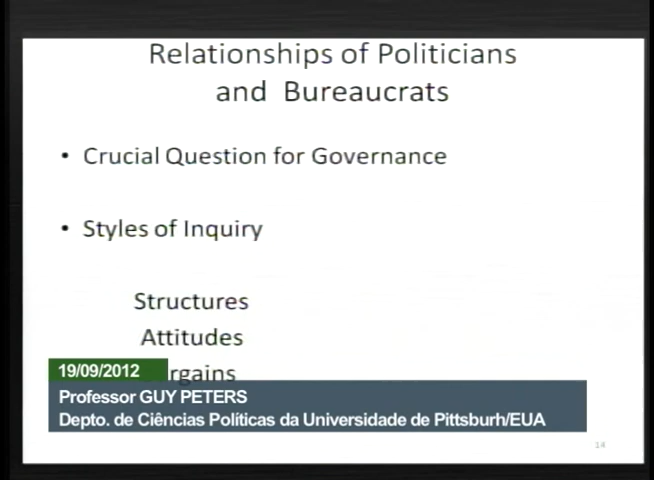 Relationships of Politicians
and Bureaucrats
• Crucial Question for Governance
• Styles of Inquiry
Structures
Attitudes
rgains
19/09/2012
Professor GUY PETERS
Depto. de Ciências Políticas da Universidade de Pittsburh/EUA
14